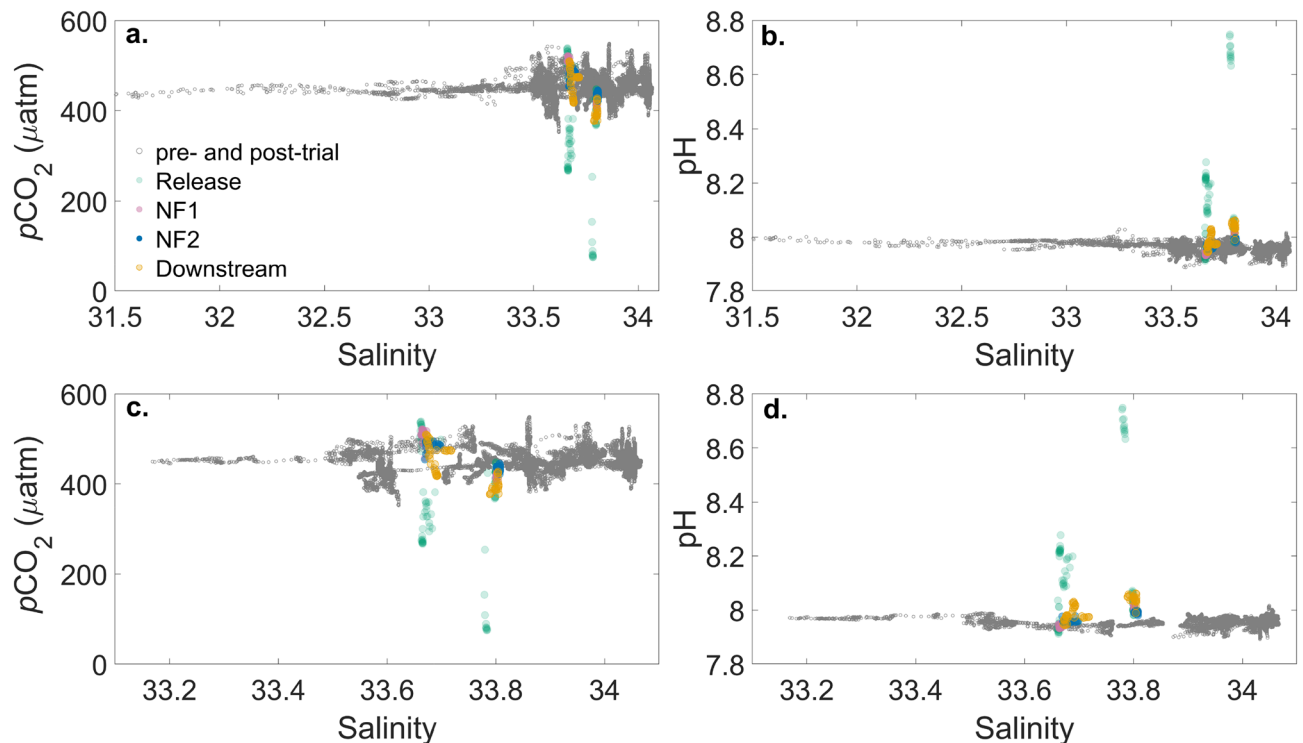 a.
600
400
200
0
pCO2 (µatm)
pre- and post-trial
Release
NF1
NF2
Downstream
31.5 32 32.5 33 33.5 34
Salinity
b.
8.8
8.6
8.4
8.2
8
7.8
pH
31.5 32 32.5 33 33.5 34
Salinity
c.
600
400
200
0
pCO2 (µatm)
33.2 33.4 33.6 33.8 34
Salinity
d.
8.8
8.6
8.4
8.2
8
7.8
pH
33.2 33.4 33.6 33.8 34
Salinity